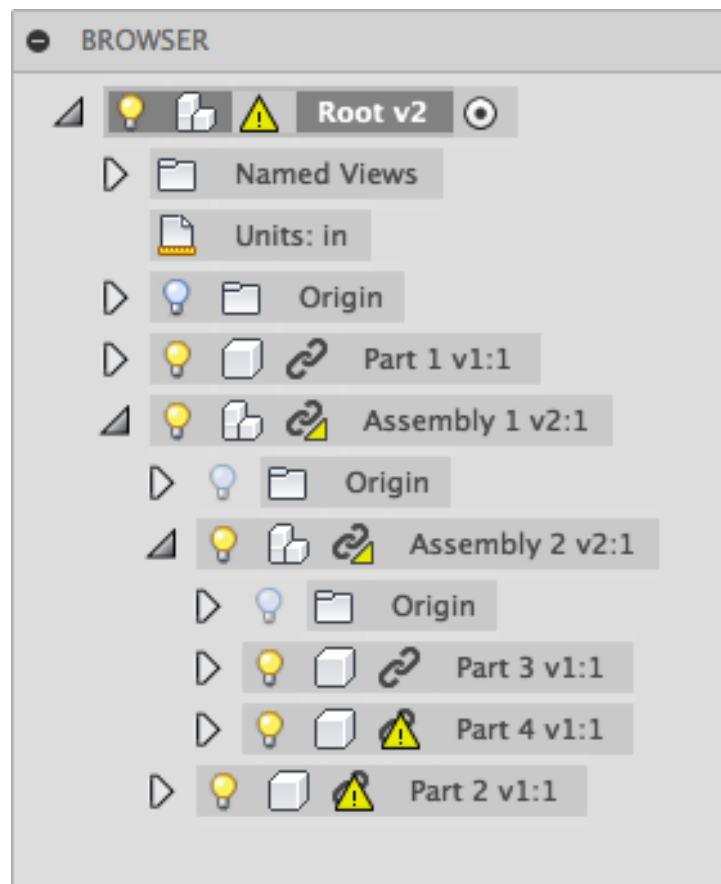 BROWSER
Root v2
Named Views
Units: in
Origin
Part 1 v1:1
Assembly 1 v2:1
Origin
Assembly 2 v2:1
Origin
Part 3 v1:1
Part 4 v1:1
Part 2 v1:1